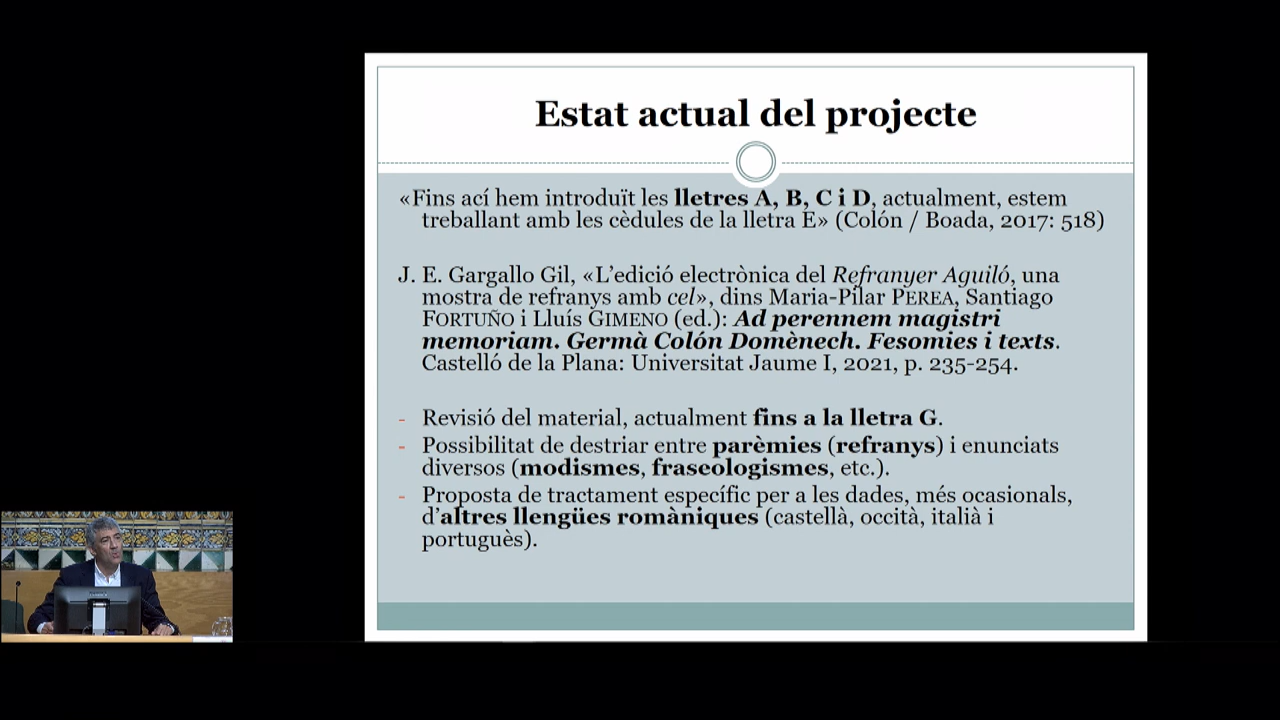 Estat actual del projecte
«Fins ací hem introduït les lletres A, B, C i D, actualment, estem
treballant amb les cèdules de la lletra E» (Colón / Boada, 2017: 518)
J. E. Gargallo Gil, «L’edició electrònica del Refranyer Aguiló, una
mostra de refranys amb cel», dins Maria-Pilar PEREA, Santiago
FORTUÑO i Lluís GIMENO (ed.): Ad perennem magistri
memoriam. Germà Colón Domènech. Fesomies i texts.
Castelló de la Plana: Universitat Jaume I, 2021, p. 235-254.
- Revisió del material, actualment fins a la lletra G.
- Possibilitat de destriar entre parèmies (refranys) i enunciats
diversos (modismes, fraseologismes, etc.).
- Proposta de tractament específic per a les dades, més ocasionals,
d’altres llengües romàniques (castellà, occità, italià i
portuguès).